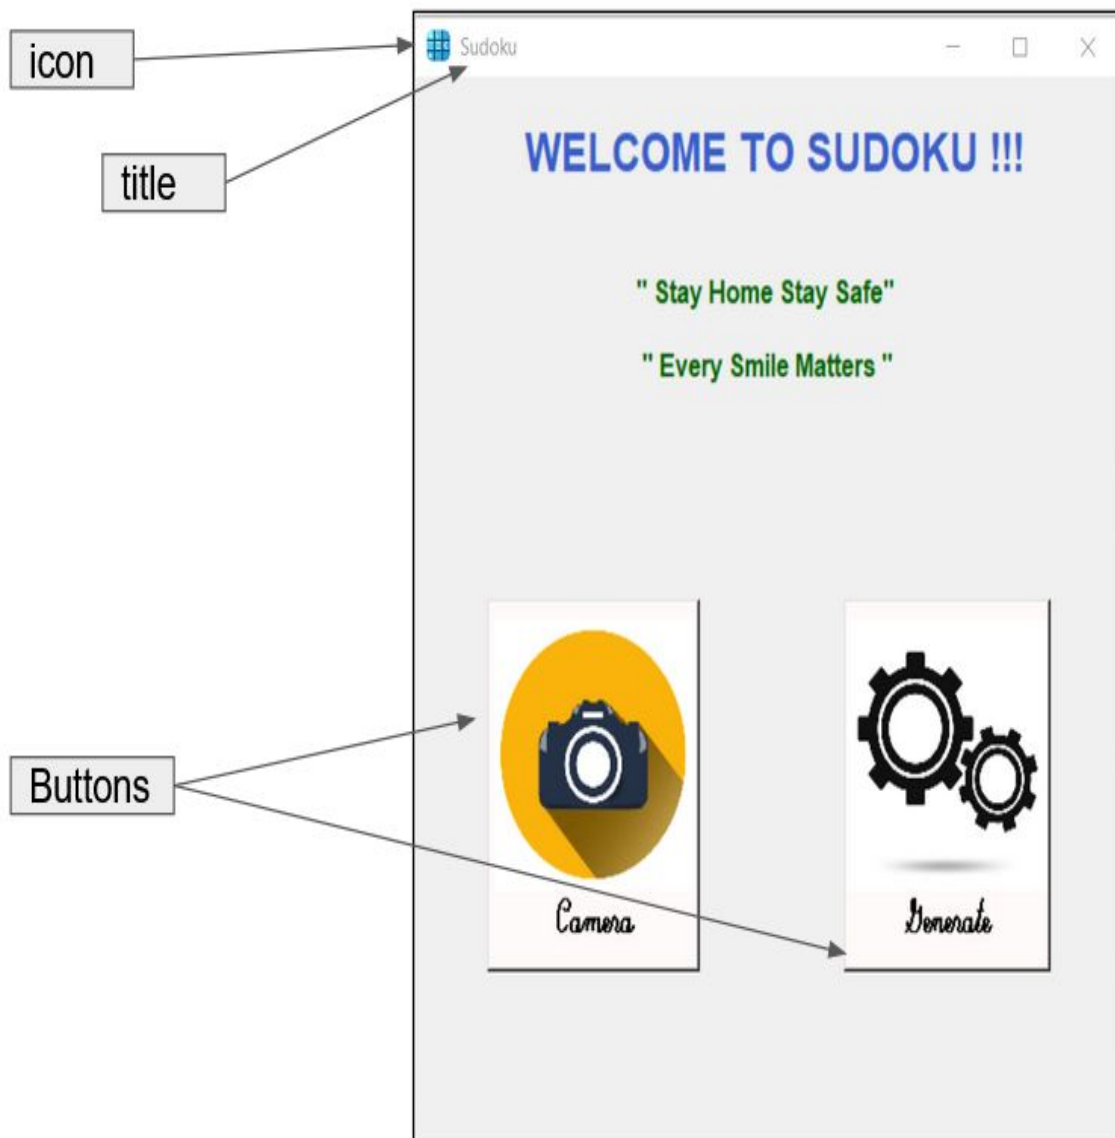 icon
Sudoku
title
WELCOME TO SUDOKU !!!
" Stay Home Stay Safe"
" Every Smile Matters "
Buttons
Camera
Generate